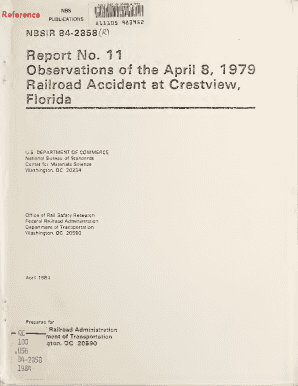 Reference
NBS
PUBLICATIONS
NBSIR 84-2858(R)
Report No. 11
Observations of the April 8, 1979
Railroad Accident at Crestview,
Florida
U.S. DEPARTMENT OF COMMERCE
National Bureau of Standards
Center for Materials Science
Washington, DC 20234
Office of Rail Safety Research
Federal Railroad Administration
Department of Transportation
Washington, DC 20590
April 1984
Prepared for
Railroad Administration
ment of Transportation
gton, DC 20590
QC
100
.U56
84-2858
1984